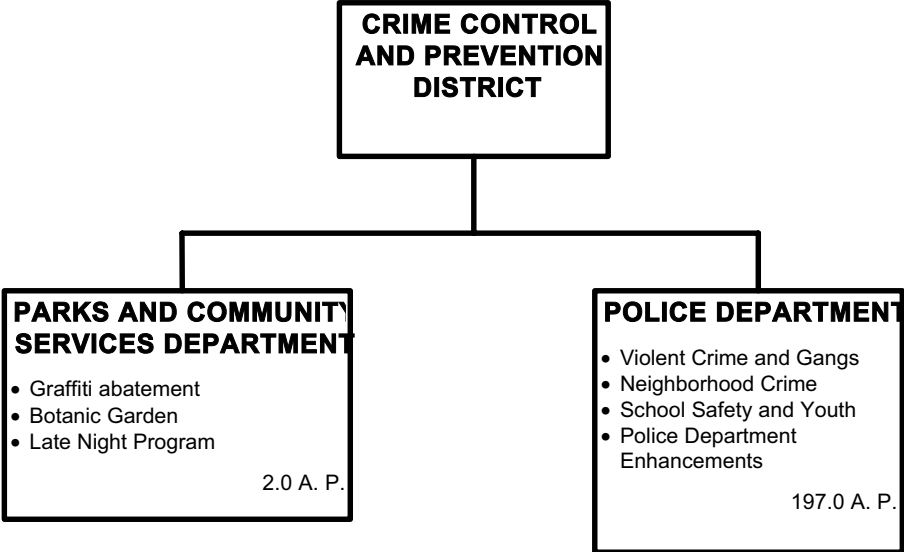 CRIME CONTROL
AND PREVENTION
DISTRICT
PARKS AND COMMUNITY
SERVICES DEPARTMENT
• Graffiti abatement
• Botanic Garden
• Late Night Program
2.0 A. P.
POLICE DEPARTMENT
• Violent Crime and Gangs
• Neighborhood Crime
• School Safety and Youth
• Police Department
Enhancements
197.0 A. P.